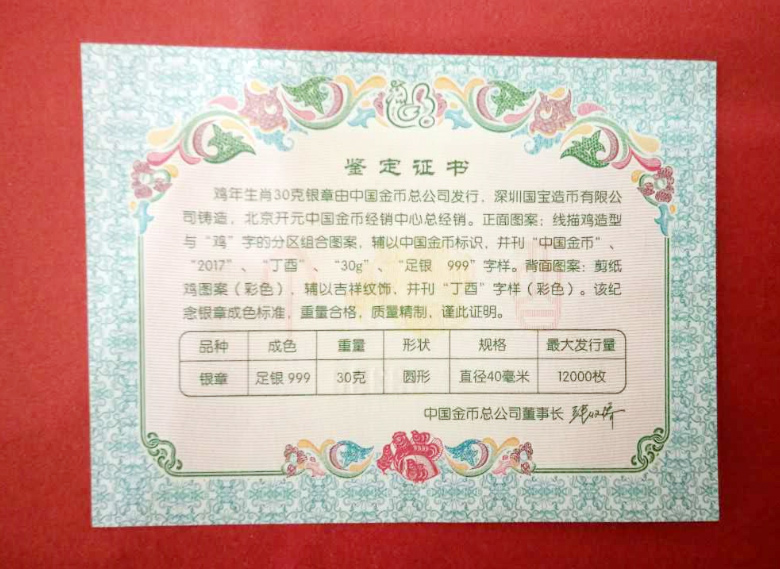 鉴定证书
鸡年生肖30克银章由中国金币总公司发行，深圳国宝造币有限公
司铸造，北京开元中国金币经销中心总经销。正面图案：线描鸡造型
与“鸡”字的分区组合图案，辅以中国金币标识，并刊“中国金币”、
“2017”、“丁酉”、“30g”、“足银 999”字样。背面图案：剪纸
鸡图案（彩色），辅以吉祥纹饰，并刊“丁酉”字样（彩色）。该纪
念银章成色标准，重量合格，质量精制，谨此证明。
品种 成色 重量 形状 规格 最大发行量
银章 足银 999 30克 圆形 直径40毫米 12000枚
中国金币总公司董事长